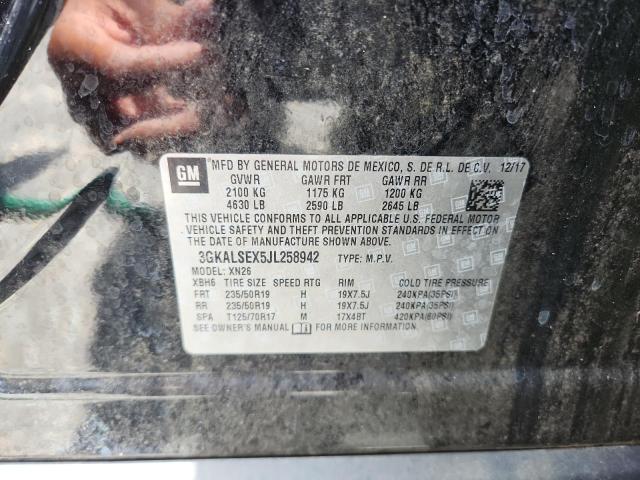 GM MFD BY GENERAL MOTORS DE MEXICO, S. DE R.L. DE C.V. 12/17
GVWR GAWR FRT GAWR RR
2100 KG 1175 KG 1200 KG
4630 LB 2590 LB 2645 LB
THIS VEHICLE CONFORMS TO ALL APPLICABLE U.S. FEDERAL MOTOR
VEHICLE SAFETY, BUMPER, AND THEFT PREVENTION STANDARDS IN
EFFECT ON THE DATE OF MANUFACTURE SHOWN ABOVE.
3GKALSEX5JL258942 TYPE: M.P.V.
MODEL: XN26
XBH6 TIRE SIZE SPEED RTG RIM COLD TIRE PRESSURE
FRT 235/50R19 H 19X7.5J 240KPA(35PSI)
RR 235/50R19 H 19X7.5J 240KPA(35PSI)
SPA T125/70R17 M 17X4BT 420KPA(60PSI)
SEE OWNER'S MANUAL FOR MORE INFORMATION.